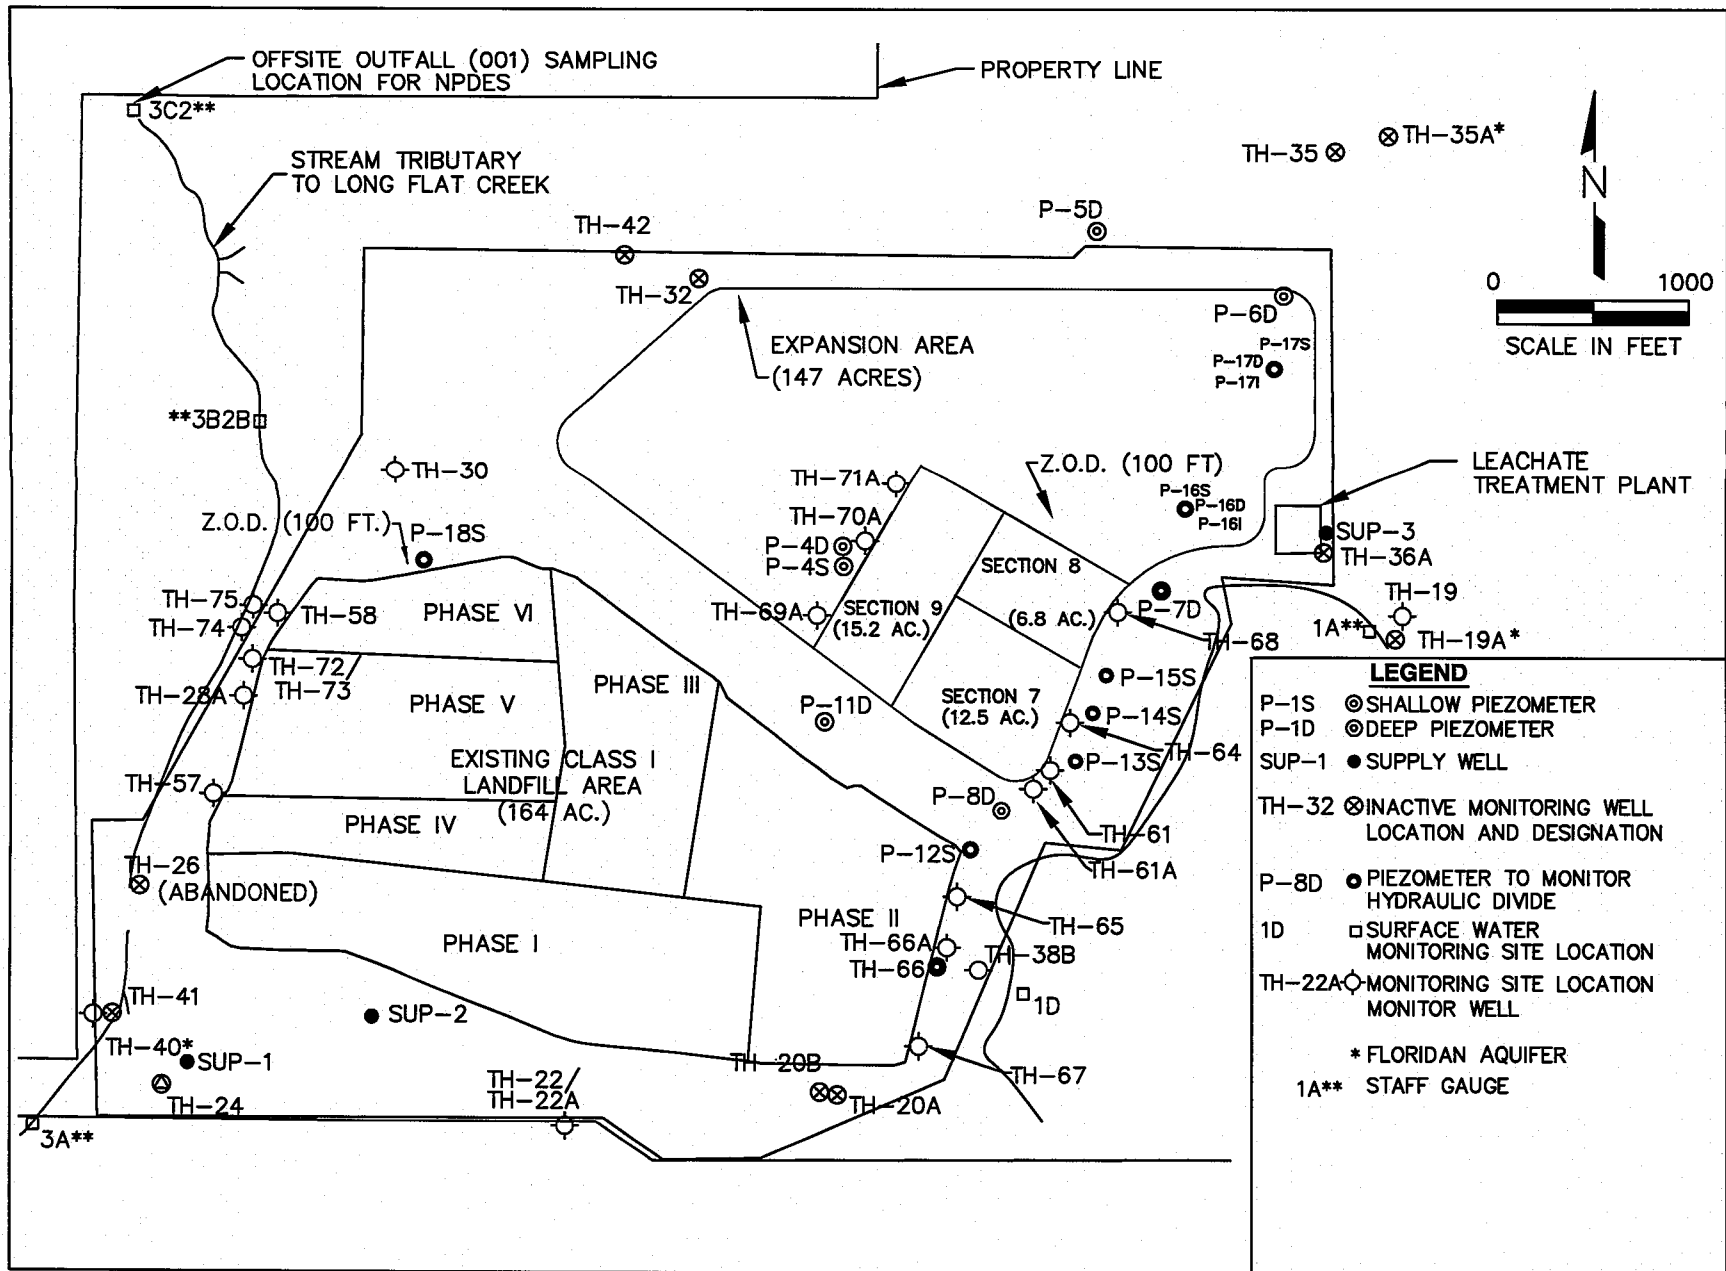 OFFSITE OUTFALL (001) SAMPLING
LOCATION FOR NPDES
PROPERTY LINE
3C2**
STREAM TRIBUTARY
TO LONG FLAT CREEK
TH-35
TH-35A*
N
P-5D
TH-42
TH-32
0 1000
SCALE IN FEET
P-6D
P-17S
P-17D
P-17I
EXPANSION AREA
(147 ACRES)
**3B2B
TH-30
Z.O.D. (100 FT.)
P-18S
TH-71A
TH-70A
P-4D
P-4S
Z.O.D. (100 FT)
P-16S
P-16D
P-16I
LEACHATE
TREATMENT PLANT
SUP-3
TH-36A
SECTION 8
(6.8 AC.)
TH-75
TH-74
TH-58
PHASE VI
TH-69A
SECTION 9
(15.2 AC.)
P-7D
TH-68
TH-19
1A**
TH-19A*
TH-72/
TH-73
TH-28A
PHASE V
PHASE III
P-15S
P-11D
SECTION 7
(12.5 AC.)
P-14S
TH-64
EXISTING CLASS I
LANDFILL AREA
(164 AC.)
P-13S
TH-57
PHASE IV
P-8D
TH-61
P-12S
TH-61A
TH-26
(ABANDONED)
PHASE I
PHASE II
TH-65
TH-66A
TH-66
TH-38B
1D
TH-41
SUP-2
TH-40*
SUP-1
TH-24
TH-22/
TH-22A
TH-20B
TH-20A
TH-67
3A**
LEGEND
P-1S SHALLOW PIEZOMETER
P-1D DEEP PIEZOMETER
SUP-1 SUPPLY WELL
TH-32 INACTIVE MONITORING WELL
LOCATION AND DESIGNATION
P-8D PIEZOMETER TO MONITOR
HYDRAULIC DIVIDE
1D SURFACE WATER
MONITORING SITE LOCATION
TH-22A MONITORING SITE LOCATION
MONITOR WELL
* FLORIDAN AQUIFER
1A** STAFF GAUGE